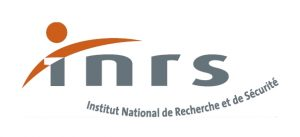 inrs
Institut National de Recherche et de Sécurité